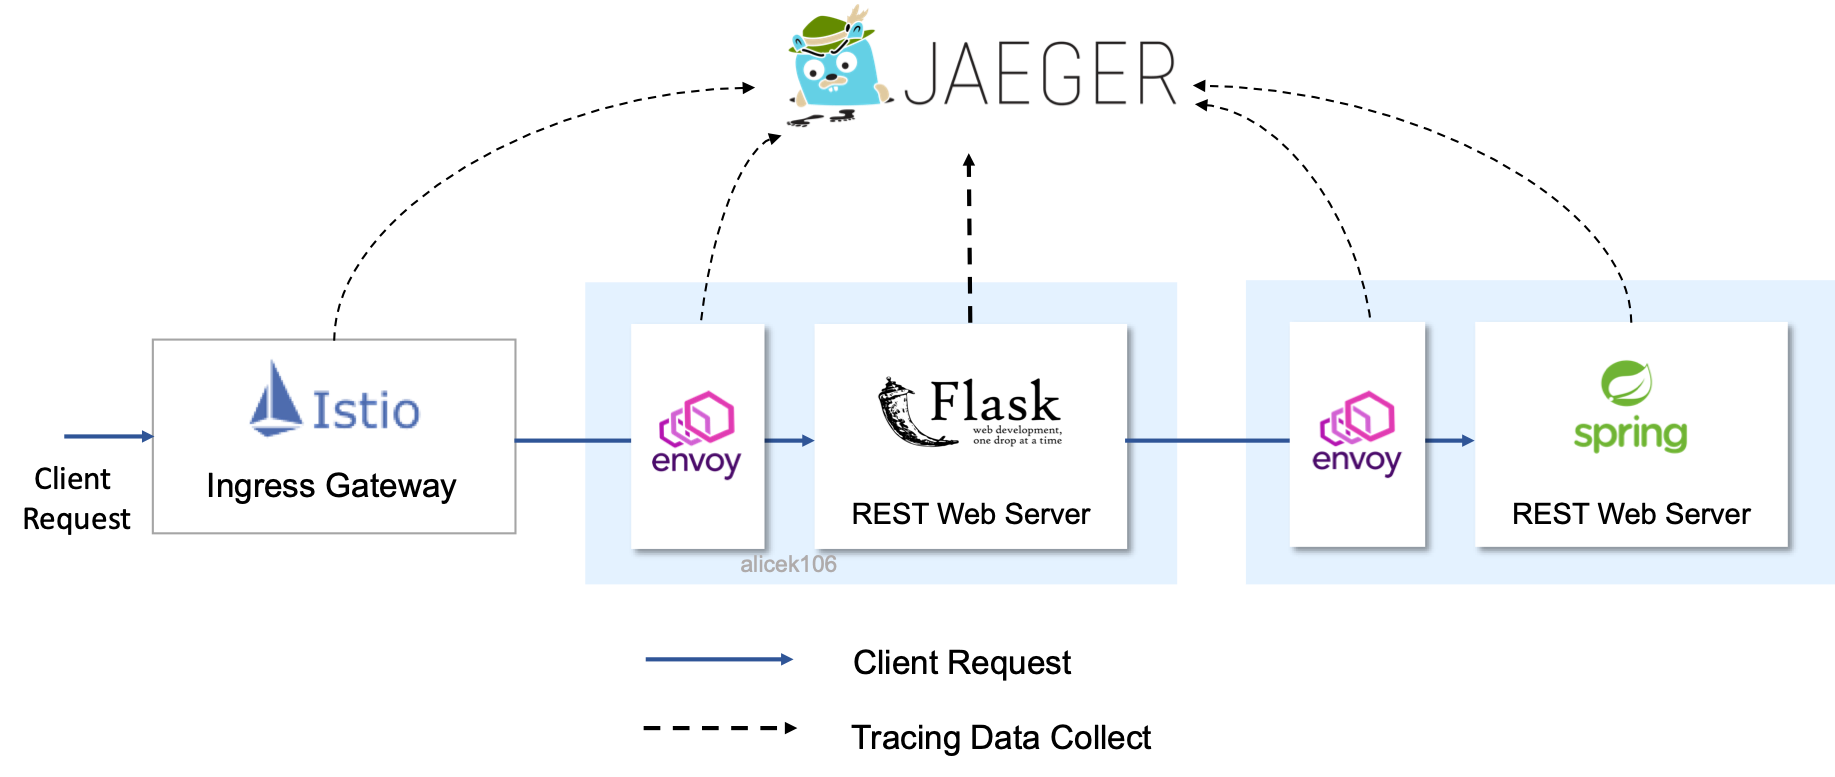 JAEGER
Istio
Ingress Gateway
Client
Request
envoy
Flask
web development,
one drop at a time
REST Web Server
alicek106
envoy
spring
REST Web Server
Client Request
Tracing Data Collect